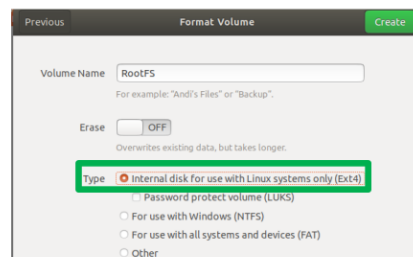 Previous Format Volume Create
Volume Name RootFS
For example: "Andi's Files" or "Backup".
Erase OFF
Overwrites existing data, but takes longer.
Type Internal disk for use with Linux systems only (Ext4)
Password protect volume (LUKS)
For use with Windows (NTFS)
For use with all systems and devices (FAT)
Other